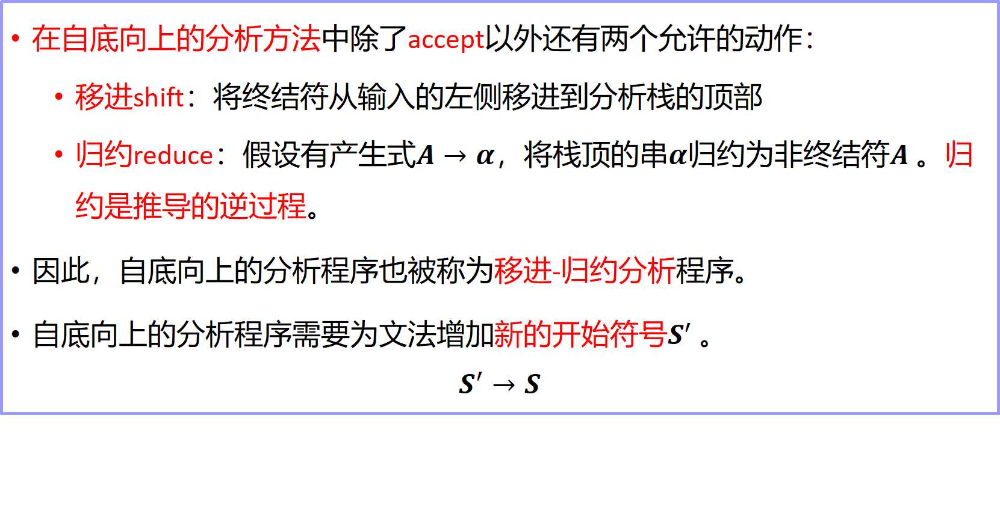 • 在自底向上的分析方法中除了accept以外还有两个允许的动作：
• 移进shift：将终结符从输入的左侧移进到分析栈的顶部
• 归约reduce：假设有产生式A → α，将栈顶的串α归约为非终结符A 。归
约是推导的逆过程。
• 因此，自底向上的分析程序也被称为移进-归约分析程序。
• 自底向上的分析程序需要为文法增加新的开始符号S′ 。
S′ → S